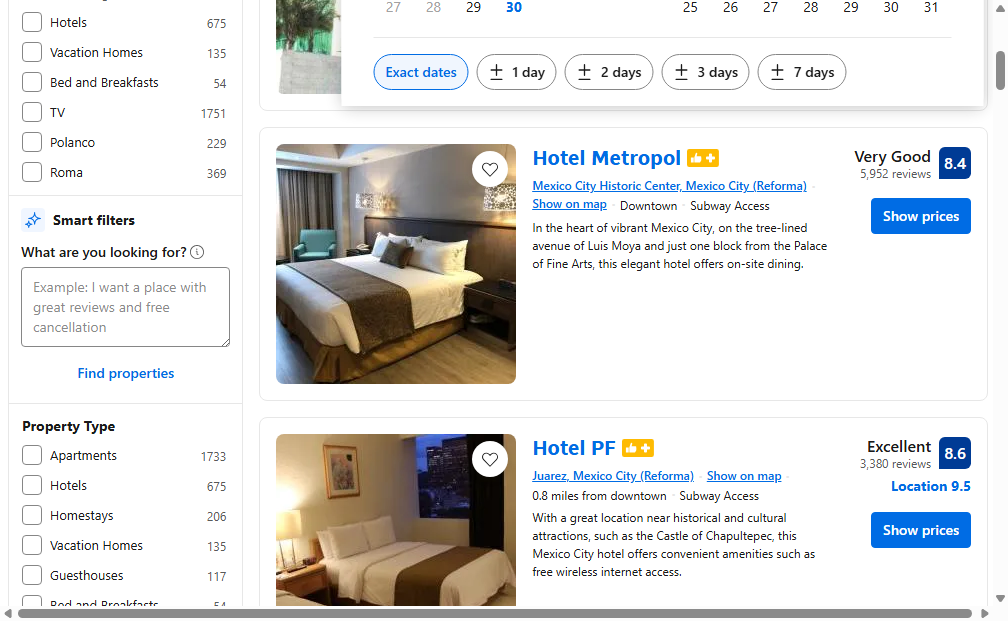 Hotels 675
Vacation Homes 135
Bed and Breakfasts 54
TV 1751
Polanco 229
Roma 369
Smart filters
What are you looking for?
Example: I want a place with
great reviews and free
cancellation
Find properties
Property Type
Apartments 1733
Hotels 675
Homestays 206
Vacation Homes 135
Guesthouses 117
Bed and Breakfasts 54
27 28 29 30 25 26 27 28 29 30 31
Exact dates ± 1 day ± 2 days ± 3 days ± 7 days
Hotel Metropol
Mexico City Historic Center, Mexico City (Reforma)
Show on map · Downtown · Subway Access
In the heart of vibrant Mexico City, on the tree-lined
avenue of Luis Moya and just one block from the Palace
of Fine Arts, this elegant hotel offers on-site dining.
Very Good 8.4
5,952 reviews
Show prices
Hotel PF
Juarez, Mexico City (Reforma) · Show on map ·
0.8 miles from downtown · Subway Access
With a great location near historical and cultural
attractions, such as the Castle of Chapultepec, this
Mexico City hotel offers convenient amenities such as
free wireless internet access.
Excellent 8.6
3,380 reviews
Location 9.5
Show prices